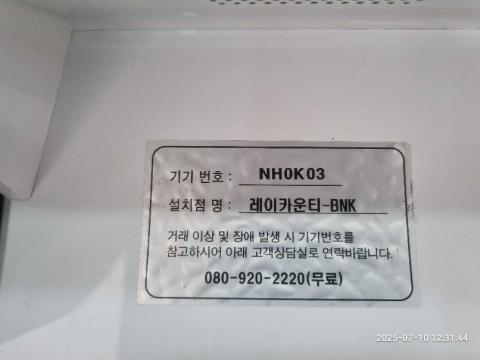 기기 번호 : NH0K03
설치점 명 : 레이카운티-BNK
거래 이상 및 장애 발생 시 기기번호를
참고하시어 아래 고객상담실로 연락바랍니다.
080-920-2220(무료)
2025-07-10 12:31:44